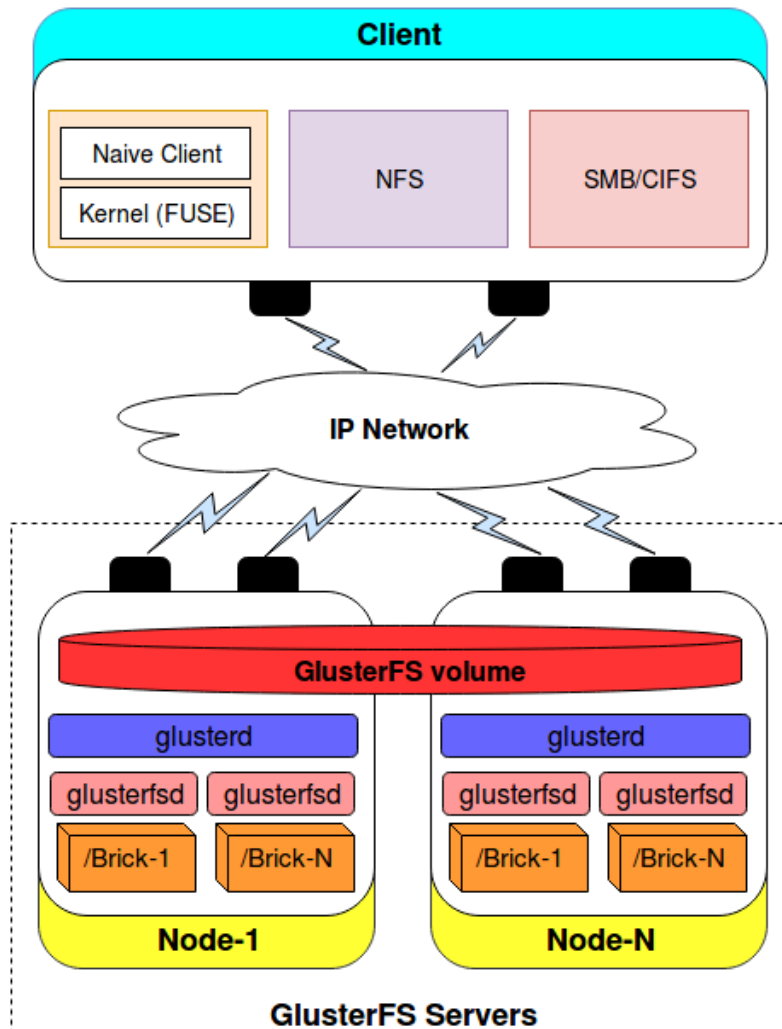 Client
Naive Client
Kernel (FUSE)
NFS
SMB/CIFS
IP Network
GlusterFS volume
glusterd
glusterd
glusterfsd
glusterfsd
glusterfsd
glusterfsd
/Brick-1
/Brick-N
/Brick-1
/Brick-N
Node-1
Node-N
GlusterFS Servers